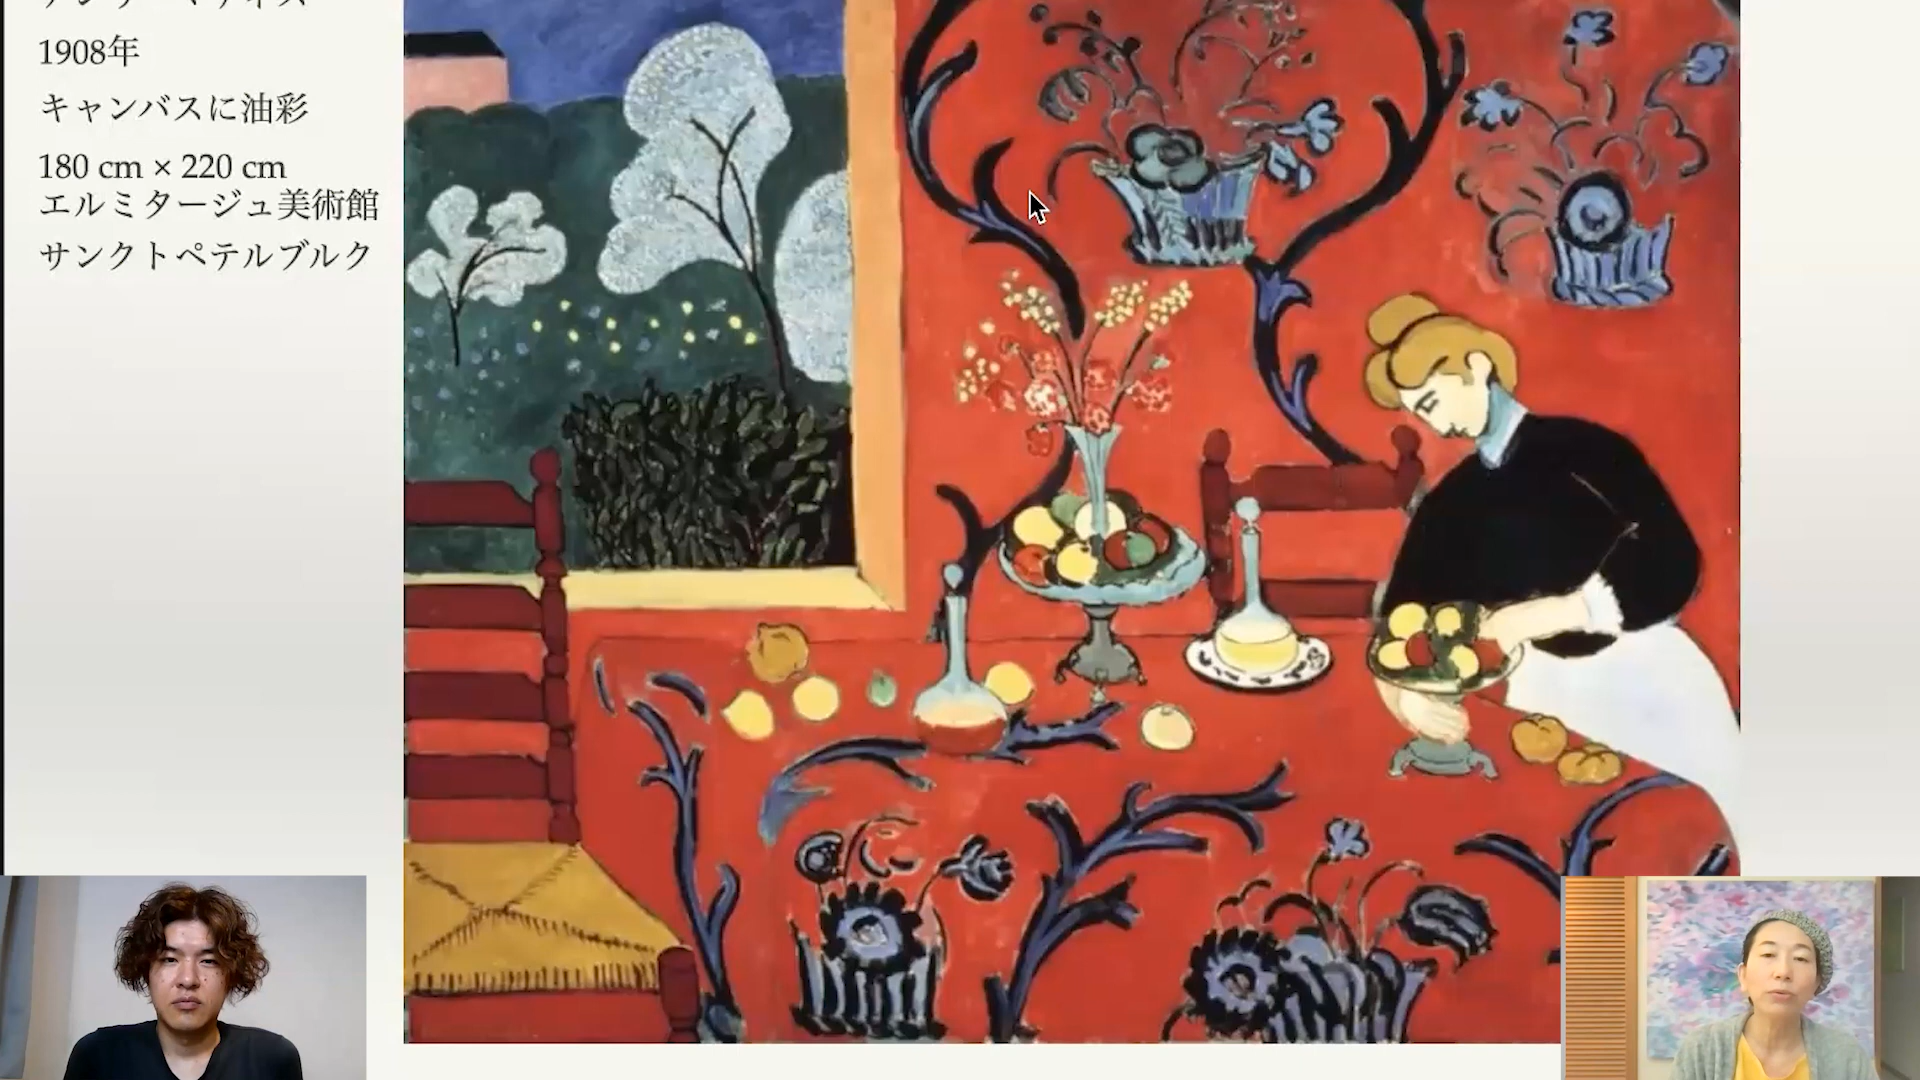 1908年
キャンバスに油彩
180 cm × 220 cm
エルミタージュ美術館
サンクトペテルブルク